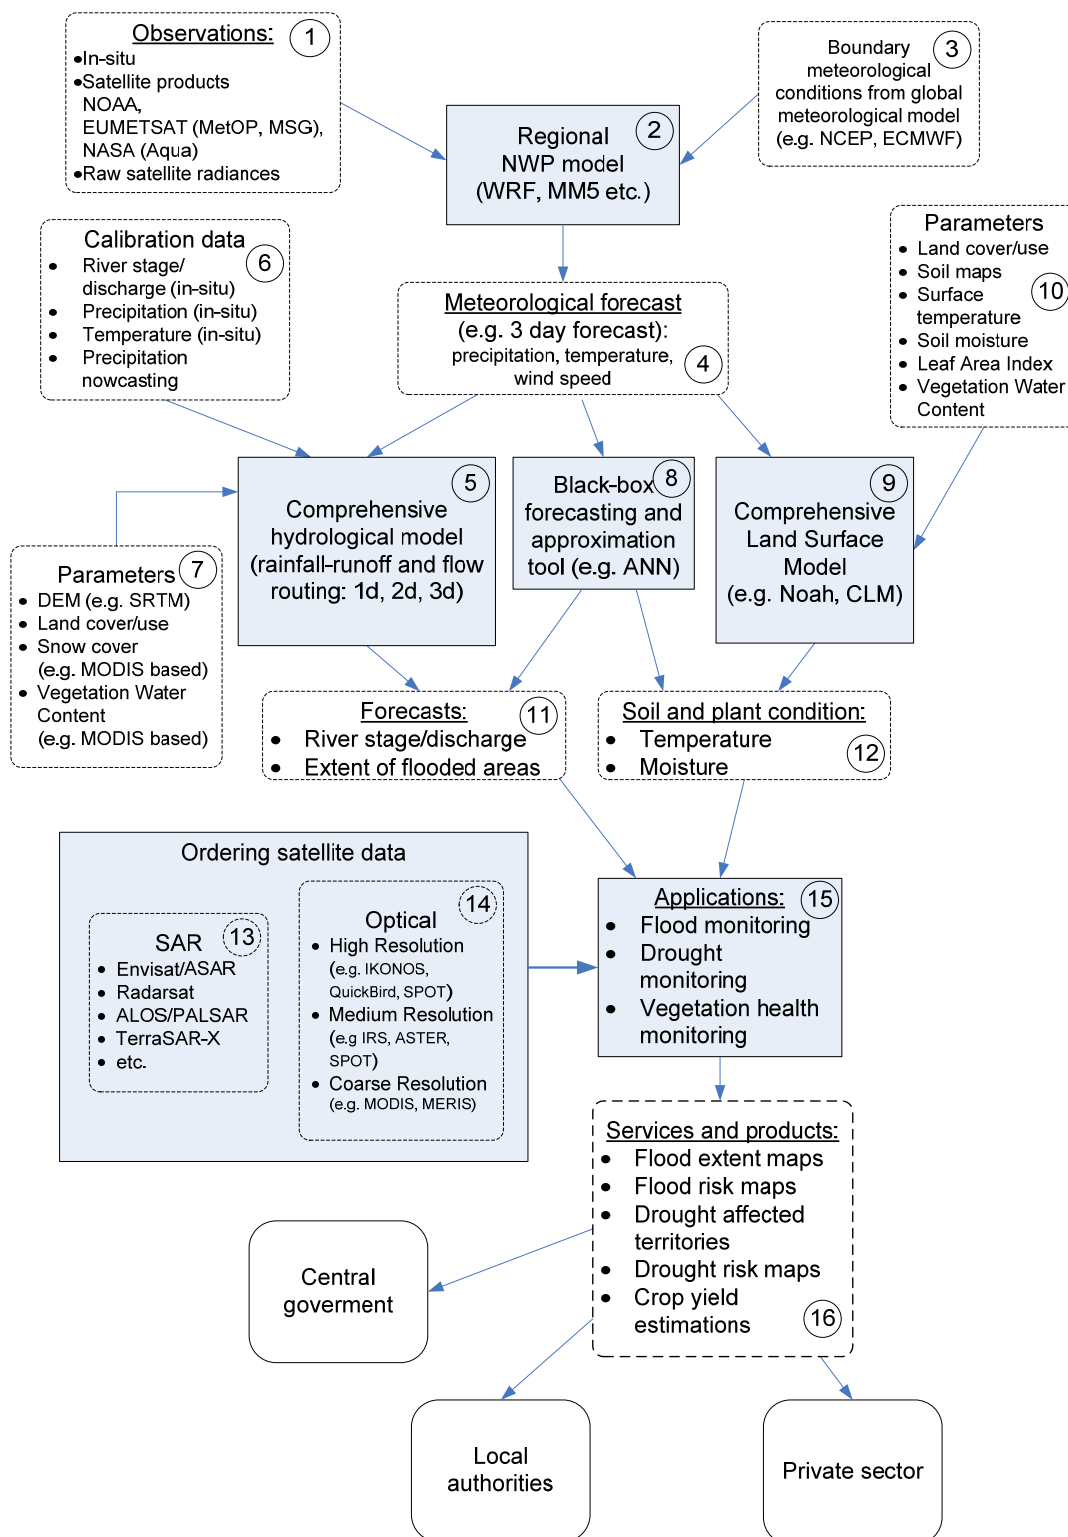 Observations:
1
•In-situ
•Satellite products
NOAA,
EUMETSAT (MetOP, MSG),
NASA (Aqua)
•Raw satellite radiances
3
Boundary
meteorological
conditions from global
meteorological model
(e.g. NCEP, ECMWF)
2
Regional
NWP model
(WRF, MM5 etc.)
Calibration data
6
• River stage/
discharge (in-situ)
• Precipitation (in-situ)
• Temperature (in-situ)
• Precipitation
nowcasting
Meteorological forecast
(e.g. 3 day forecast):
precipitation, temperature,
wind speed
4
Parameters
• Land cover/use
• Soil maps
10
• Surface
temperature
• Soil moisture
• Leaf Area Index
• Vegetation Water
Content
5
Comprehensive
hydrological model
(rainfall-runoff and flow
routing: 1d, 2d, 3d)
8
Black-box
forecasting and
approximation
tool (e.g. ANN)
9
Comprehensive
Land Surface
Model
(e.g. Noah, CLM)
7
Parameters
• DEM (e.g. SRTM)
• Land cover/use
• Snow cover
(e.g. MODIS based)
• Vegetation Water
Content
(e.g. MODIS based)
Forecasts:
11
• River stage/discharge
• Extent of flooded areas
Soil and plant condition:
• Temperature
• Moisture
12
Ordering satellite data
13
SAR
• Envisat/ASAR
• Radarsat
• ALOS/PALSAR
• TerraSAR-X
• etc.
14
Optical
• High Resolution
(e.g. IKONOS,
QuickBird, SPOT)
• Medium Resolution
(e.g IRS, ASTER,
SPOT)
• Coarse Resolution
(e.g. MODIS, MERIS)
Applications:
15
• Flood monitoring
• Drought
monitoring
• Vegetation health
monitoring
Services and products:
• Flood extent maps
• Flood risk maps
• Drought affected
territories
• Drought risk maps
• Crop yield
estimations
16
Central
goverment
Local
authorities
Private sector